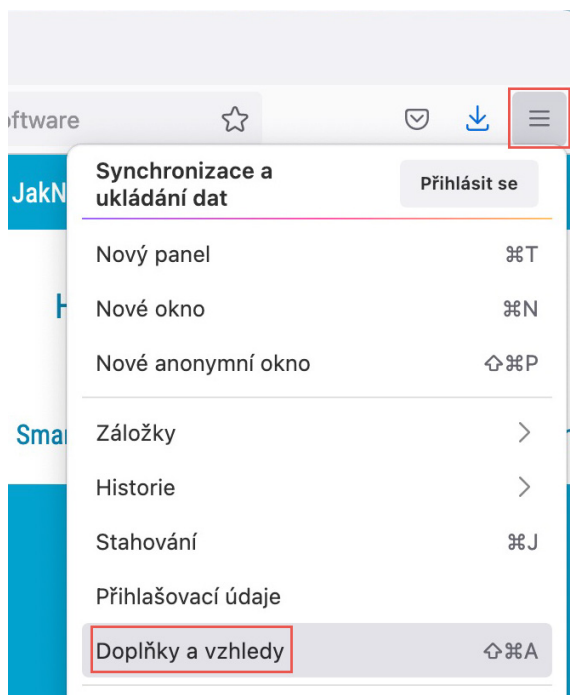 oftware
JakN
Synchronizace a
ukládání dat
Přihlásit se
Nový panel ⌘T
H
Nové okno ⌘N
Nové anonymní okno ⇧⌘P
Smar
Záložky
Historie
Stahování ⌘J
Přihlašovací údaje
Doplňky a vzhledy ⇧⌘A